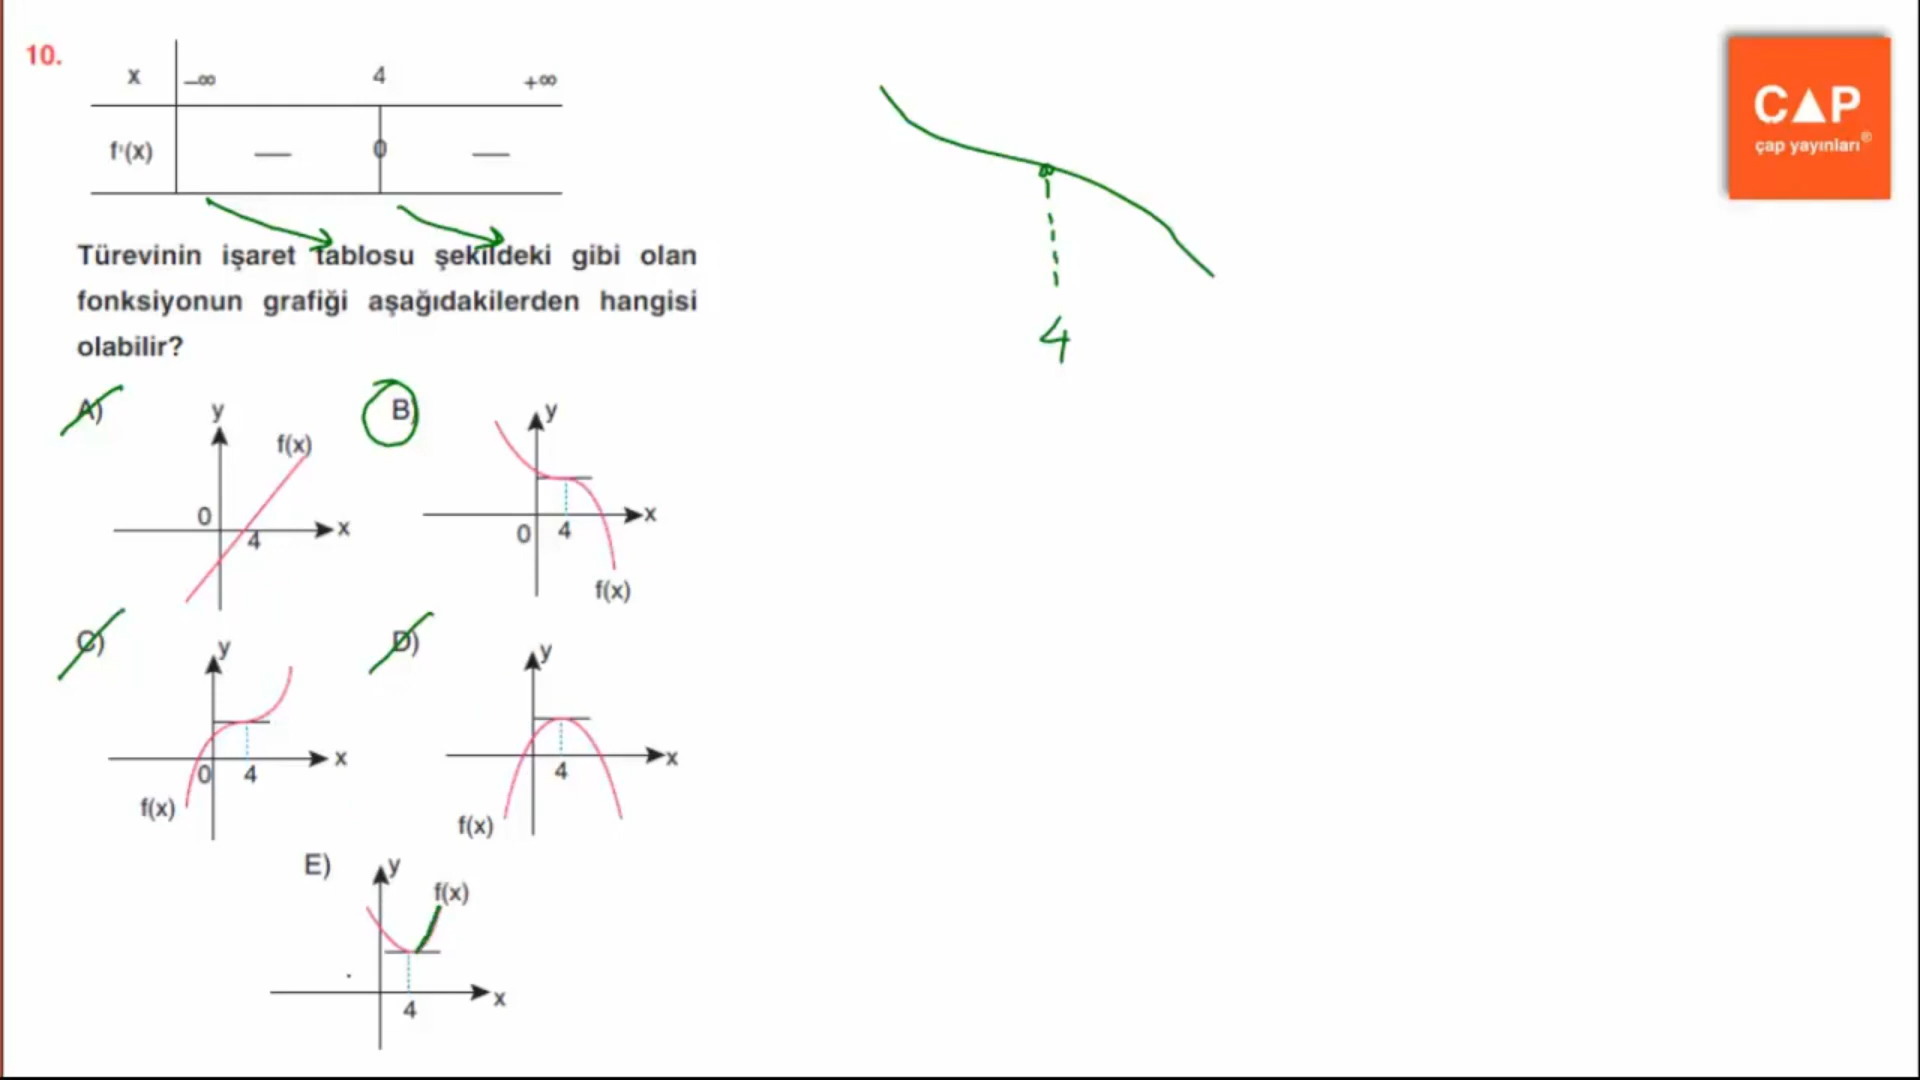 10.
x –∞ 4 +∞
f'(x) — 0 —
Türevinin işaret tablosu şekildeki gibi olan
fonksiyonun grafiği aşağıdakilerden hangisi
olabilir?
A)
y
f(x)
0
4
x
B)
y
x
0
4
f(x)
C)
y
x
0
4
f(x)
D)
y
x
4
f(x)
E)
y
f(x)
x
4
4
CAP
çap yayınları®